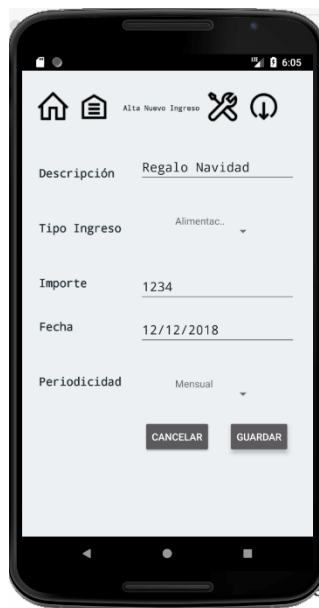 6:05
Alta Nuevo Ingreso
Descripción Regalo Navidad
Tipo Ingreso Alimentac..
Importe 1234
Fecha 12/12/2018
Periodicidad Mensual
CANCELAR GUARDAR